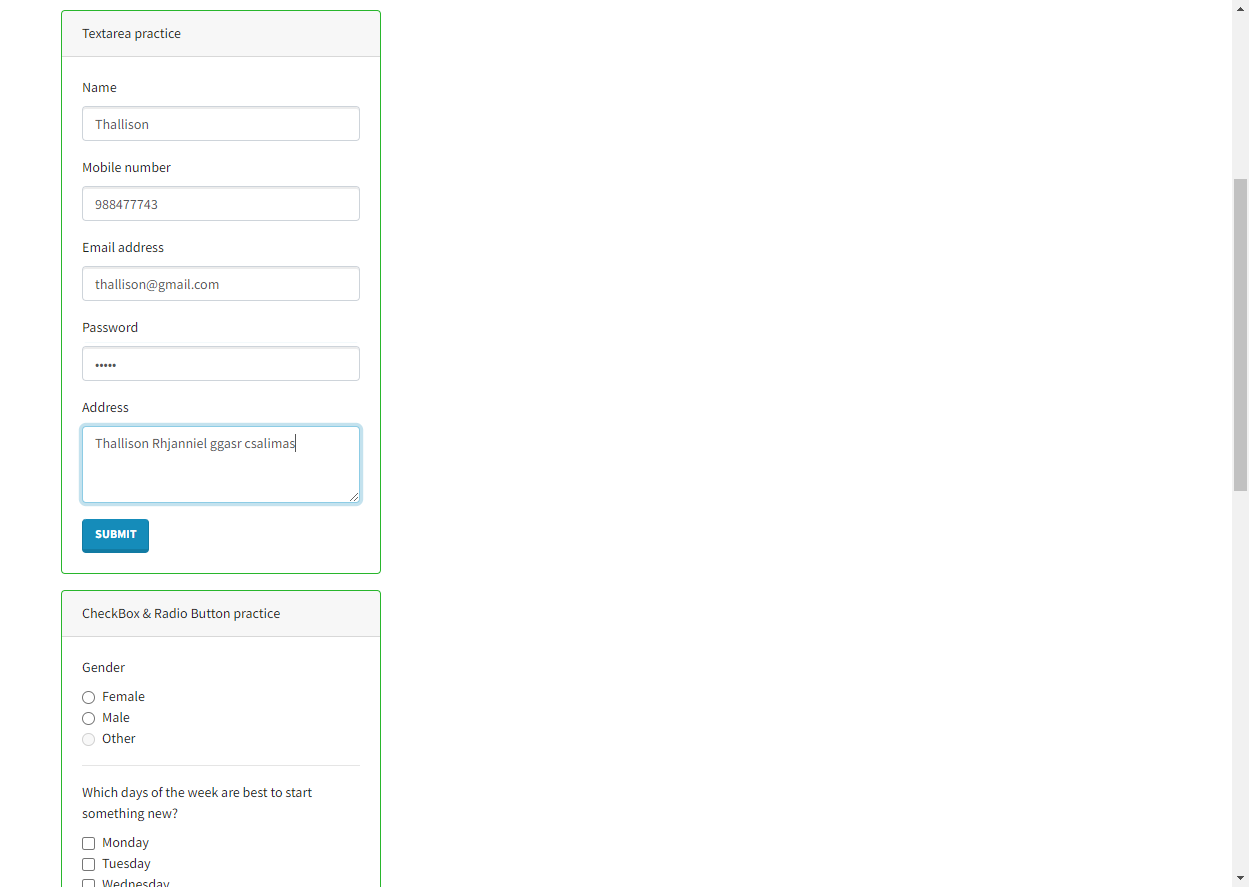 Textarea practice
Name
Thallison
Mobile number
988477743
Email address
thallison@gmail.com
Password
•••••
Address
Thallison Rhjanniel ggasr csalimas
SUBMIT
CheckBox & Radio Button practice
Gender
Female
Male
Other
Which days of the week are best to start
something new?
Monday
Tuesday
Wednesday